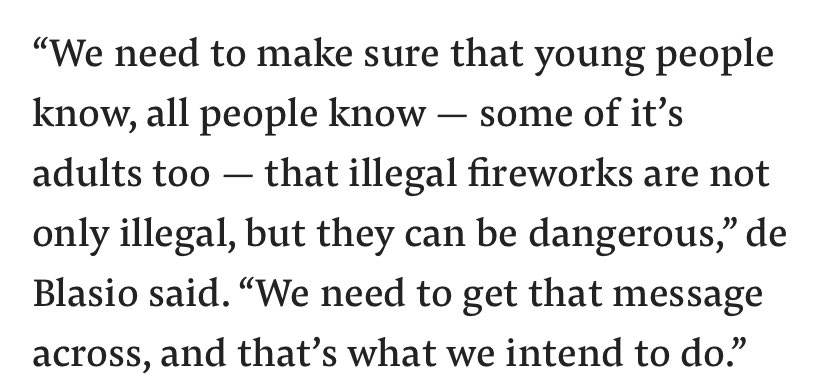 “We need to make sure that young people
know, all people know — some of it’s
adults too — that illegal fireworks are not
only illegal, but they can be dangerous,” de
Blasio said. “We need to get that message
across, and that’s what we intend to do.”